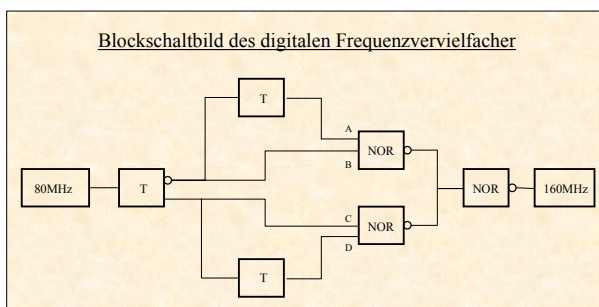 Blockschaltbild des digitalen Frequenzvervielfacher
T
A
NOR
B
80MHz
T
NOR
160MHz
C
NOR
D
T